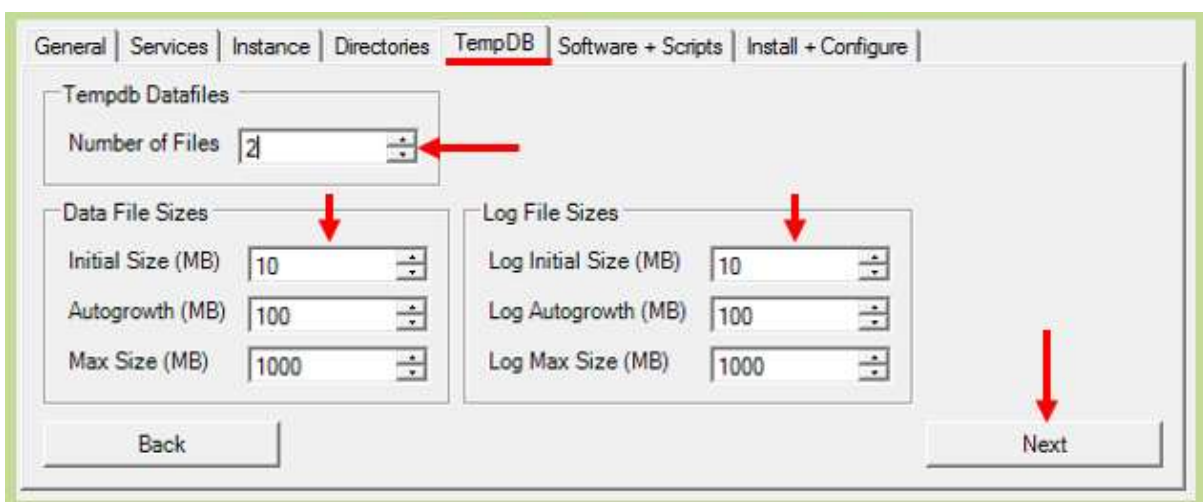 General Services Instance Directories TempDB Software + Scripts Install + Configure
Tempdb Datafiles
Number of Files 2
Data File Sizes
Initial Size (MB) 10
Autogrowth (MB) 100
Max Size (MB) 1000
Log File Sizes
Log Initial Size (MB) 10
Log Autogrowth (MB) 100
Log Max Size (MB) 1000
Back
Next